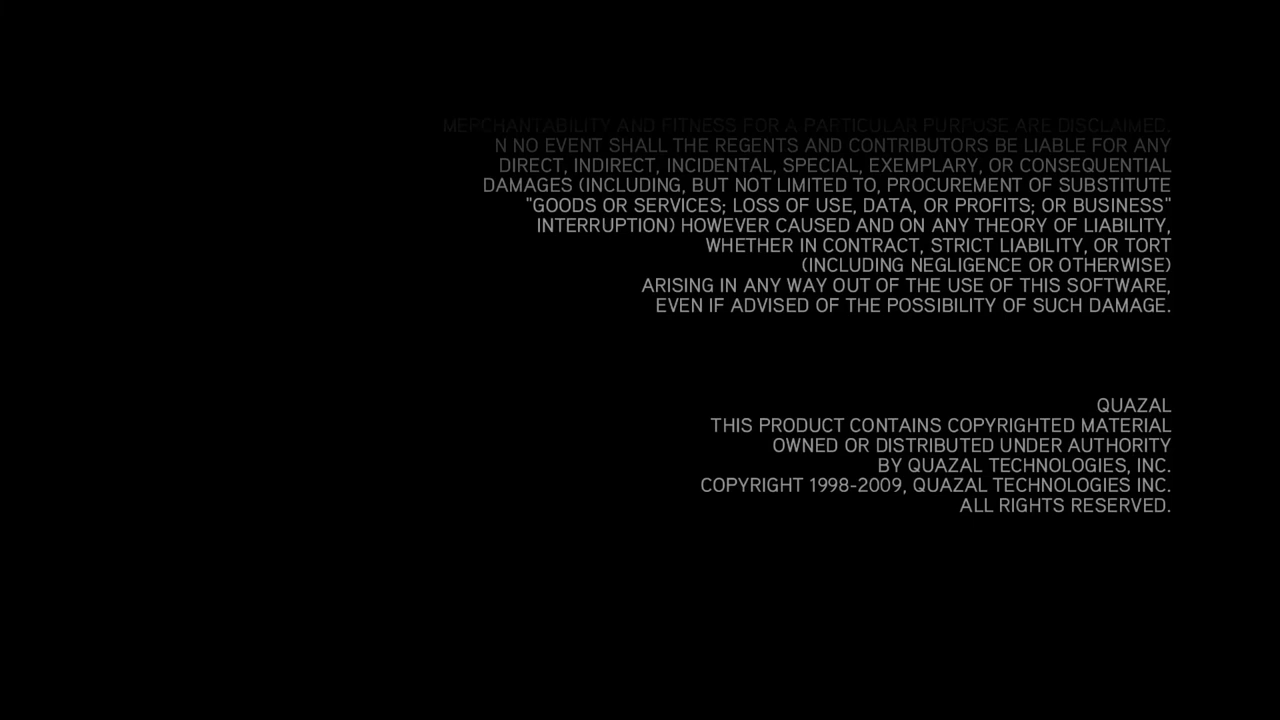 MERCHANTABILITY AND FITNESS FOR A PARTICULAR PURPOSE ARE DISCLAIMED.
N NO EVENT SHALL THE REGENTS AND CONTRIBUTORS BE LIABLE FOR ANY
DIRECT, INDIRECT, INCIDENTAL, SPECIAL, EXEMPLARY, OR CONSEQUENTIAL
DAMAGES (INCLUDING, BUT NOT LIMITED TO, PROCUREMENT OF SUBSTITUTE
"GOODS OR SERVICES; LOSS OF USE, DATA, OR PROFITS; OR BUSINESS"
INTERRUPTION) HOWEVER CAUSED AND ON ANY THEORY OF LIABILITY,
WHETHER IN CONTRACT, STRICT LIABILITY, OR TORT
(INCLUDING NEGLIGENCE OR OTHERWISE)
ARISING IN ANY WAY OUT OF THE USE OF THIS SOFTWARE,
EVEN IF ADVISED OF THE POSSIBILITY OF SUCH DAMAGE.
QUAZAL
THIS PRODUCT CONTAINS COPYRIGHTED MATERIAL
OWNED OR DISTRIBUTED UNDER AUTHORITY
BY QUAZAL TECHNOLOGIES, INC.
COPYRIGHT 1998-2009, QUAZAL TECHNOLOGIES INC.
ALL RIGHTS RESERVED.